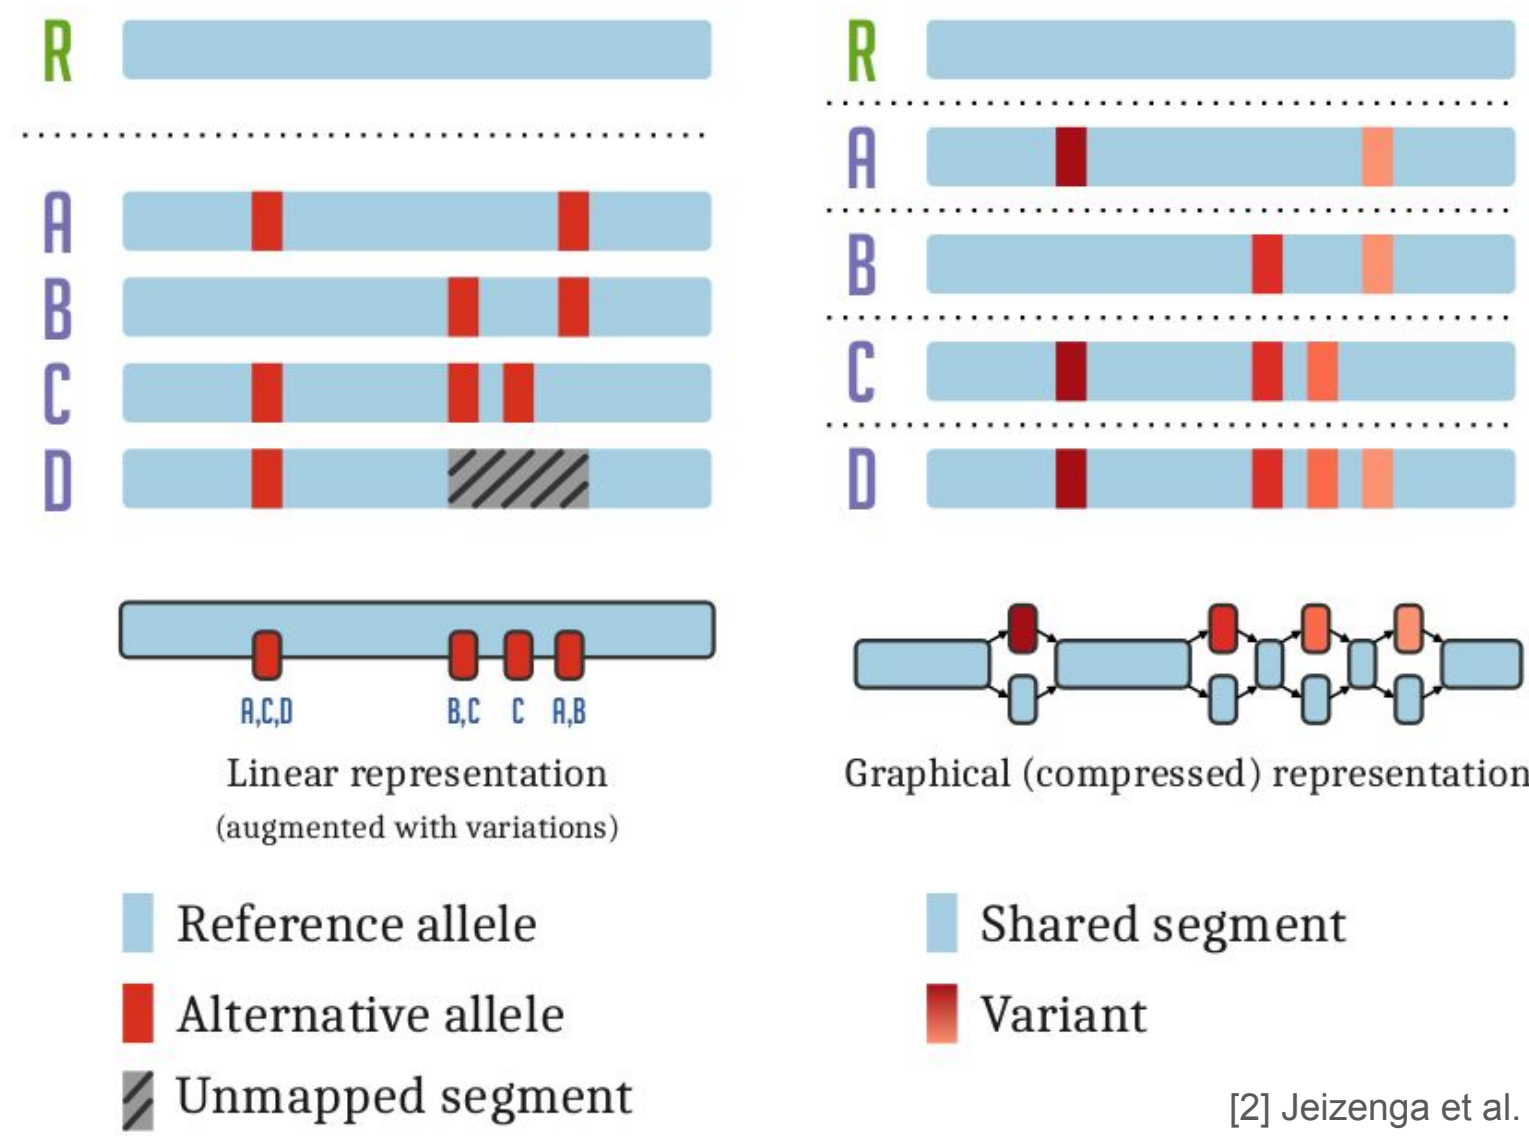 R
A
B
C
D
A,C,D B,C C A,B
Linear representation
(augmented with variations)
Reference allele
Alternative allele
Unmapped segment
R
A
B
C
D
Graphical (compressed) representation
Shared segment
Variant
[2] Jeizenga et al.